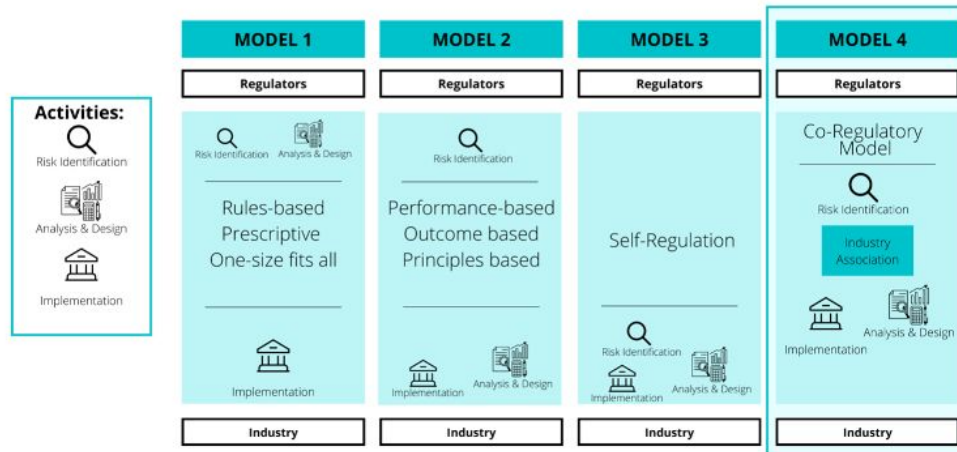 Activities:
Risk Identification
Analysis & Design
Implementation
MODEL 1
Regulators
Risk Identification
Analysis & Design
Rules-based
Prescriptive
One-size fits all
Implementation
Industry
MODEL 2
Regulators
Risk Identification
Performance-based
Outcome based
Principles based
Implementation
Analysis & Design
Industry
MODEL 3
Regulators
Self-Regulation
Risk Identification
Implementation
Analysis & Design
Industry
MODEL 4
Regulators
Co-Regulatory
Model
Risk Identification
Industry
Association
Implementation
Analysis & Design
Industry